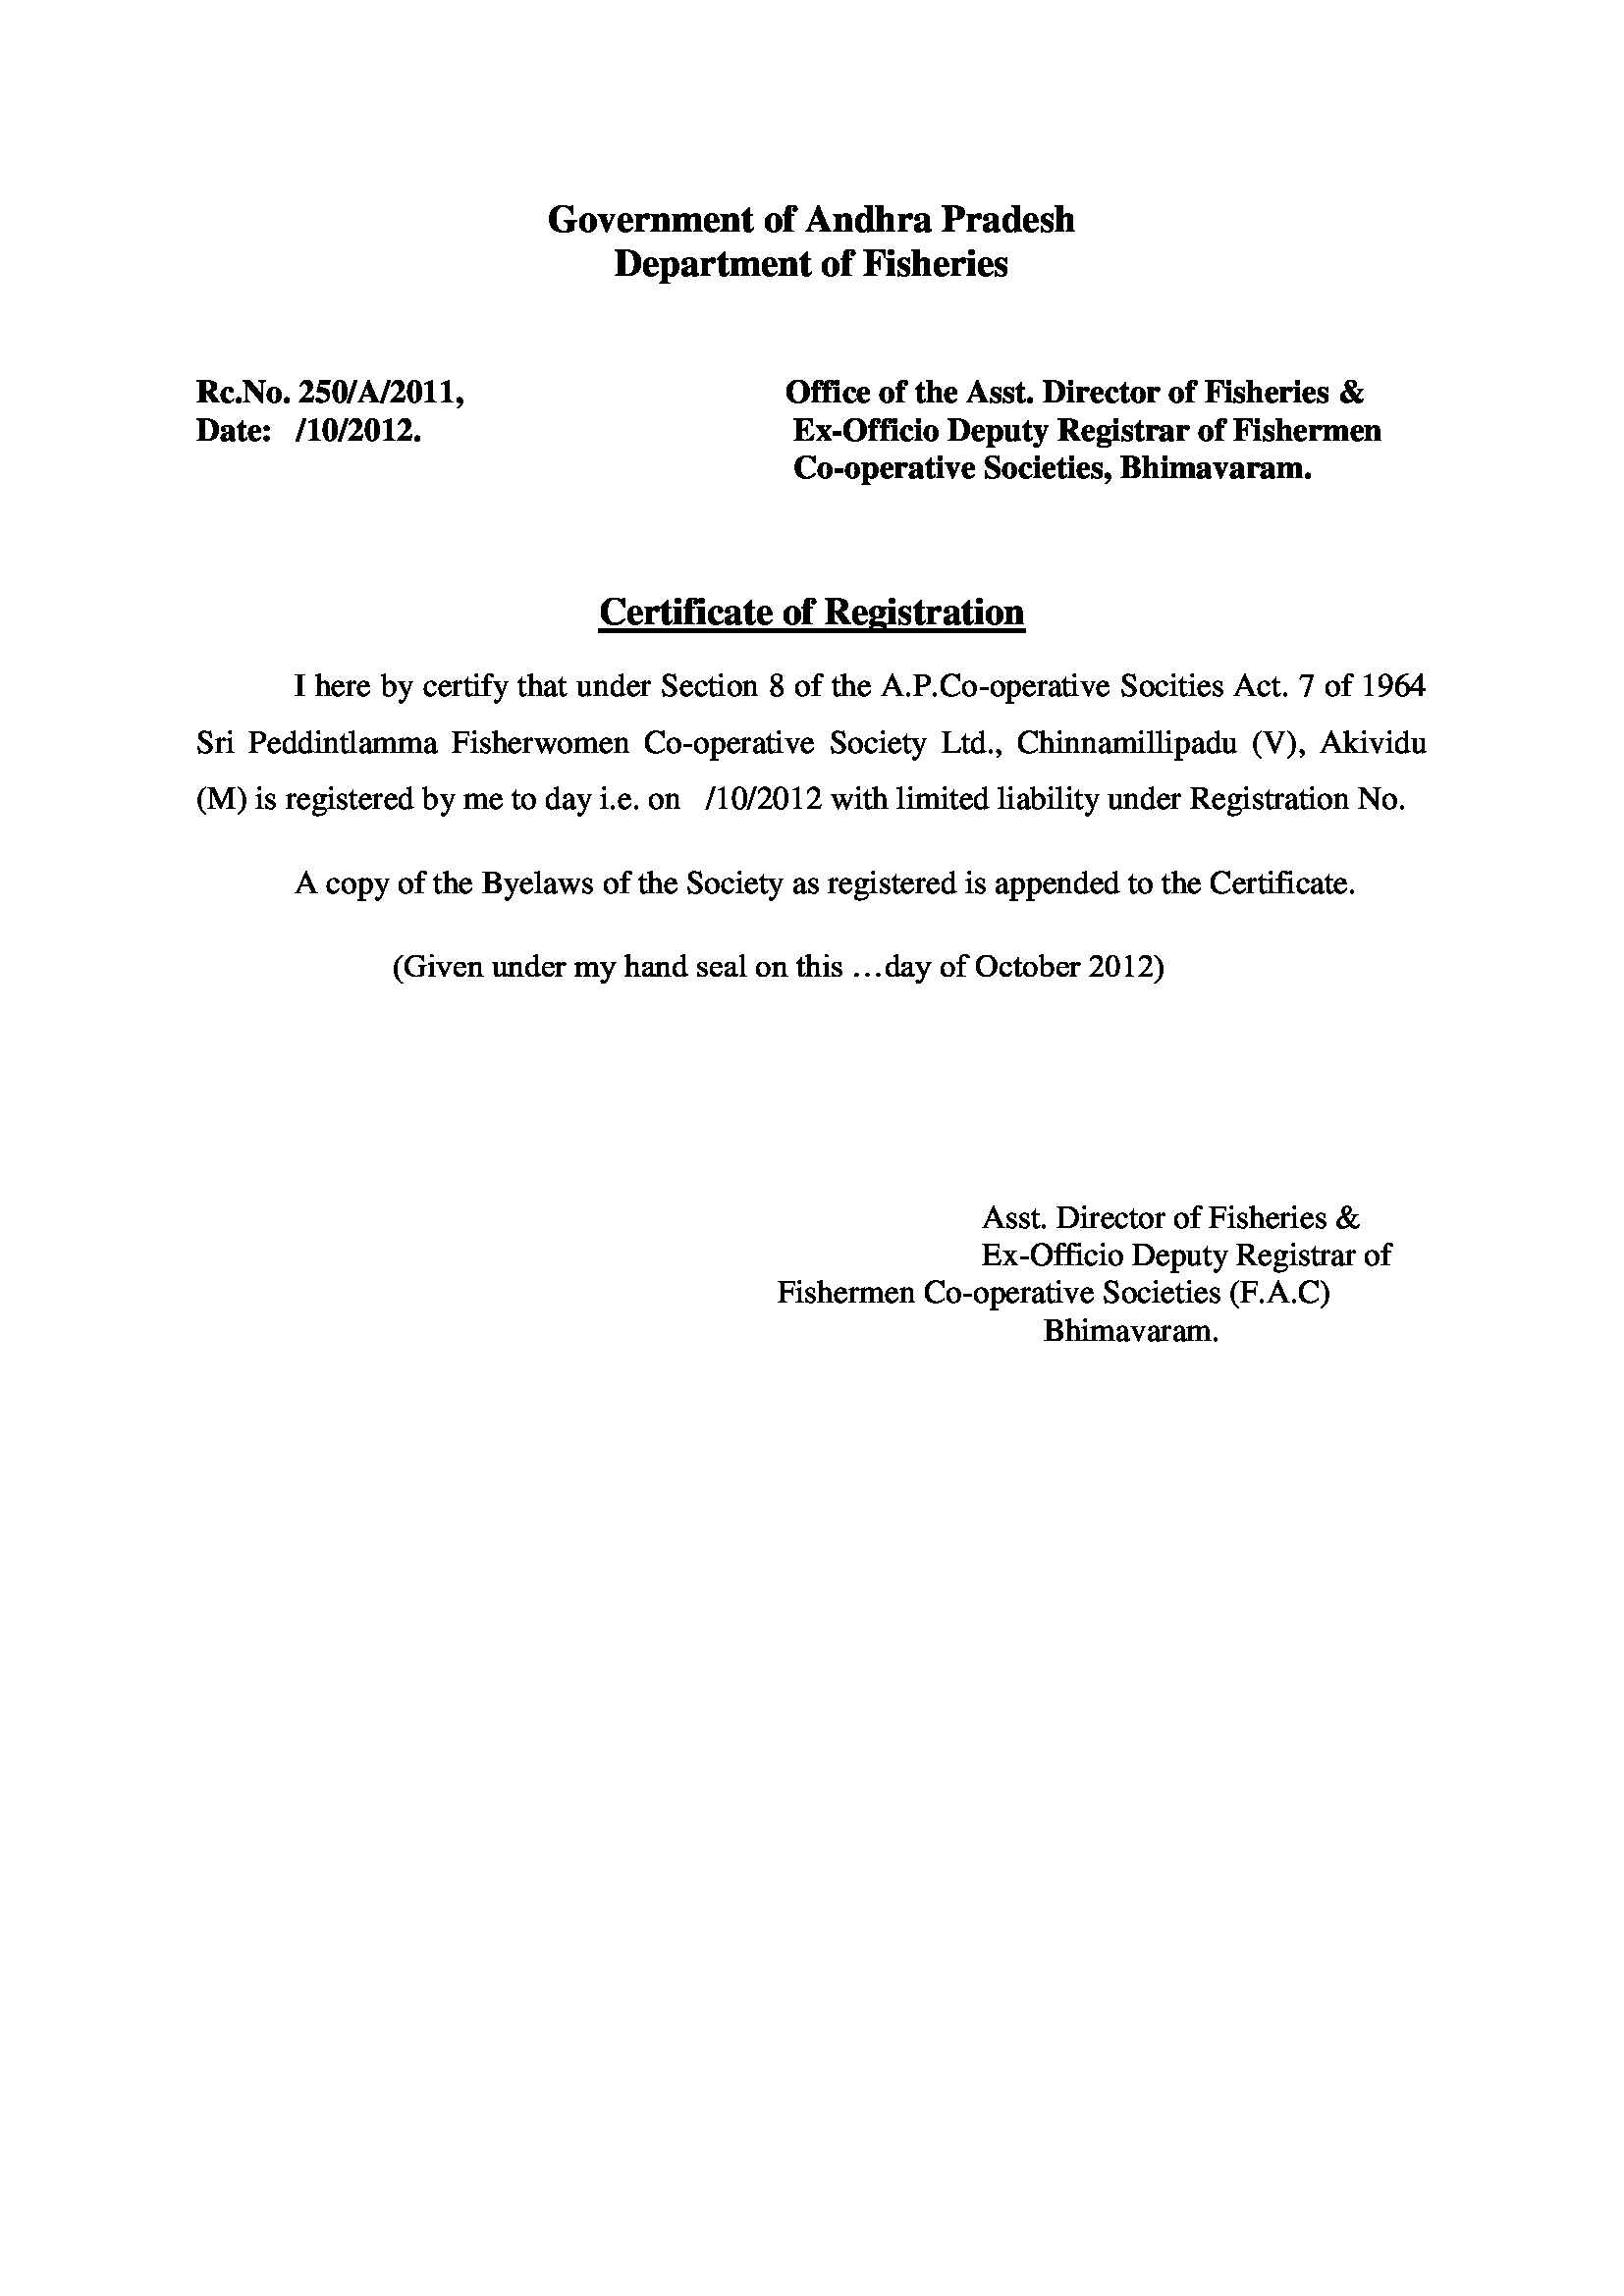 Government of Andhra Pradesh
Department of Fisheries
Rc.No. 250/A/2011,
Date:   /10/2012.
Office of the Asst. Director of Fisheries &
Ex-Officio Deputy Registrar of Fishermen
Co-operative Societies, Bhimavaram.
Certificate of Registration
I here by certify that under Section 8 of the A.P.Co-operative Socities Act. 7 of 1964
Sri Peddintlamma Fisherwomen Co-operative Society Ltd., Chinnamillipadu (V), Akividu
(M) is registered by me to day i.e. on   /10/2012 with limited liability under Registration No.
A copy of the Byelaws of the Society as registered is appended to the Certificate.
(Given under my hand seal on this …day of October 2012)
Asst. Director of Fisheries &
Ex-Officio Deputy Registrar of
Fishermen Co-operative Societies (F.A.C)
Bhimavaram.